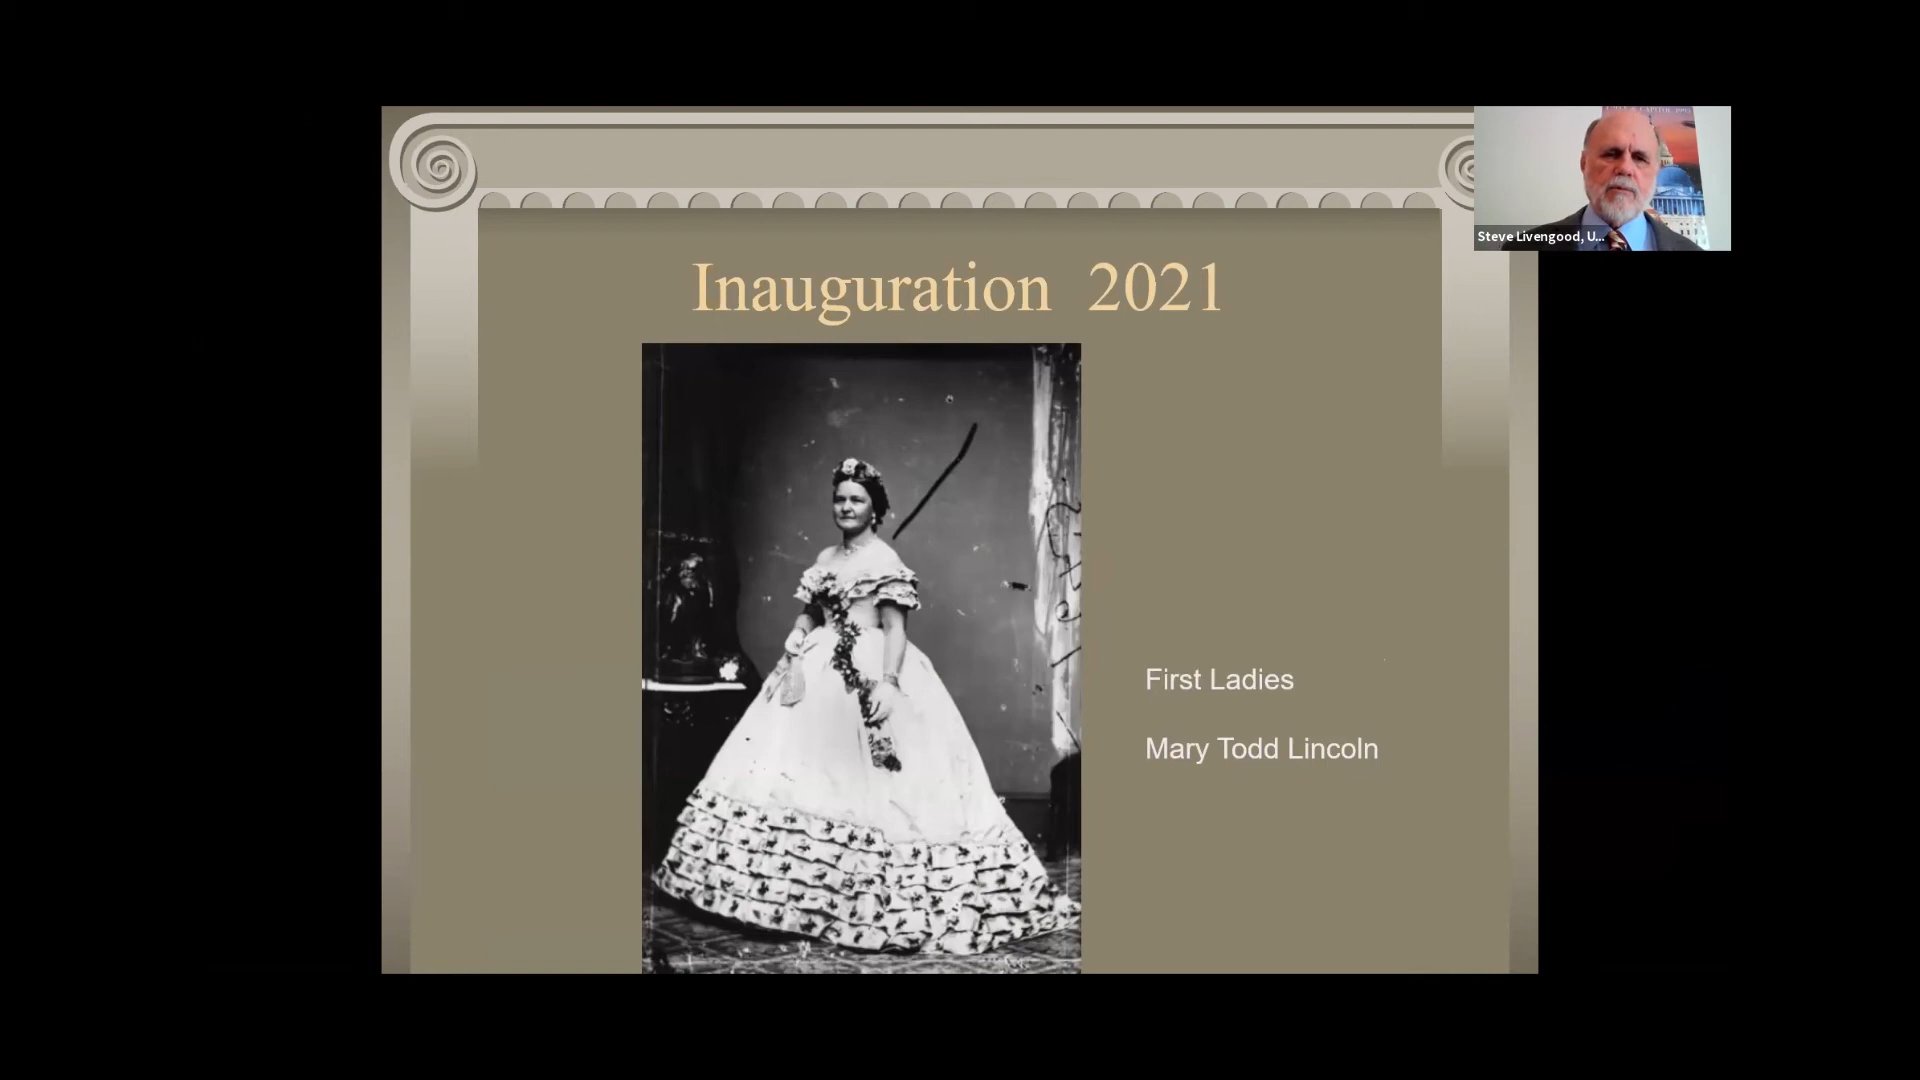 Inauguration 2021
Steve Livengood, U...
First Ladies
Mary Todd Lincoln